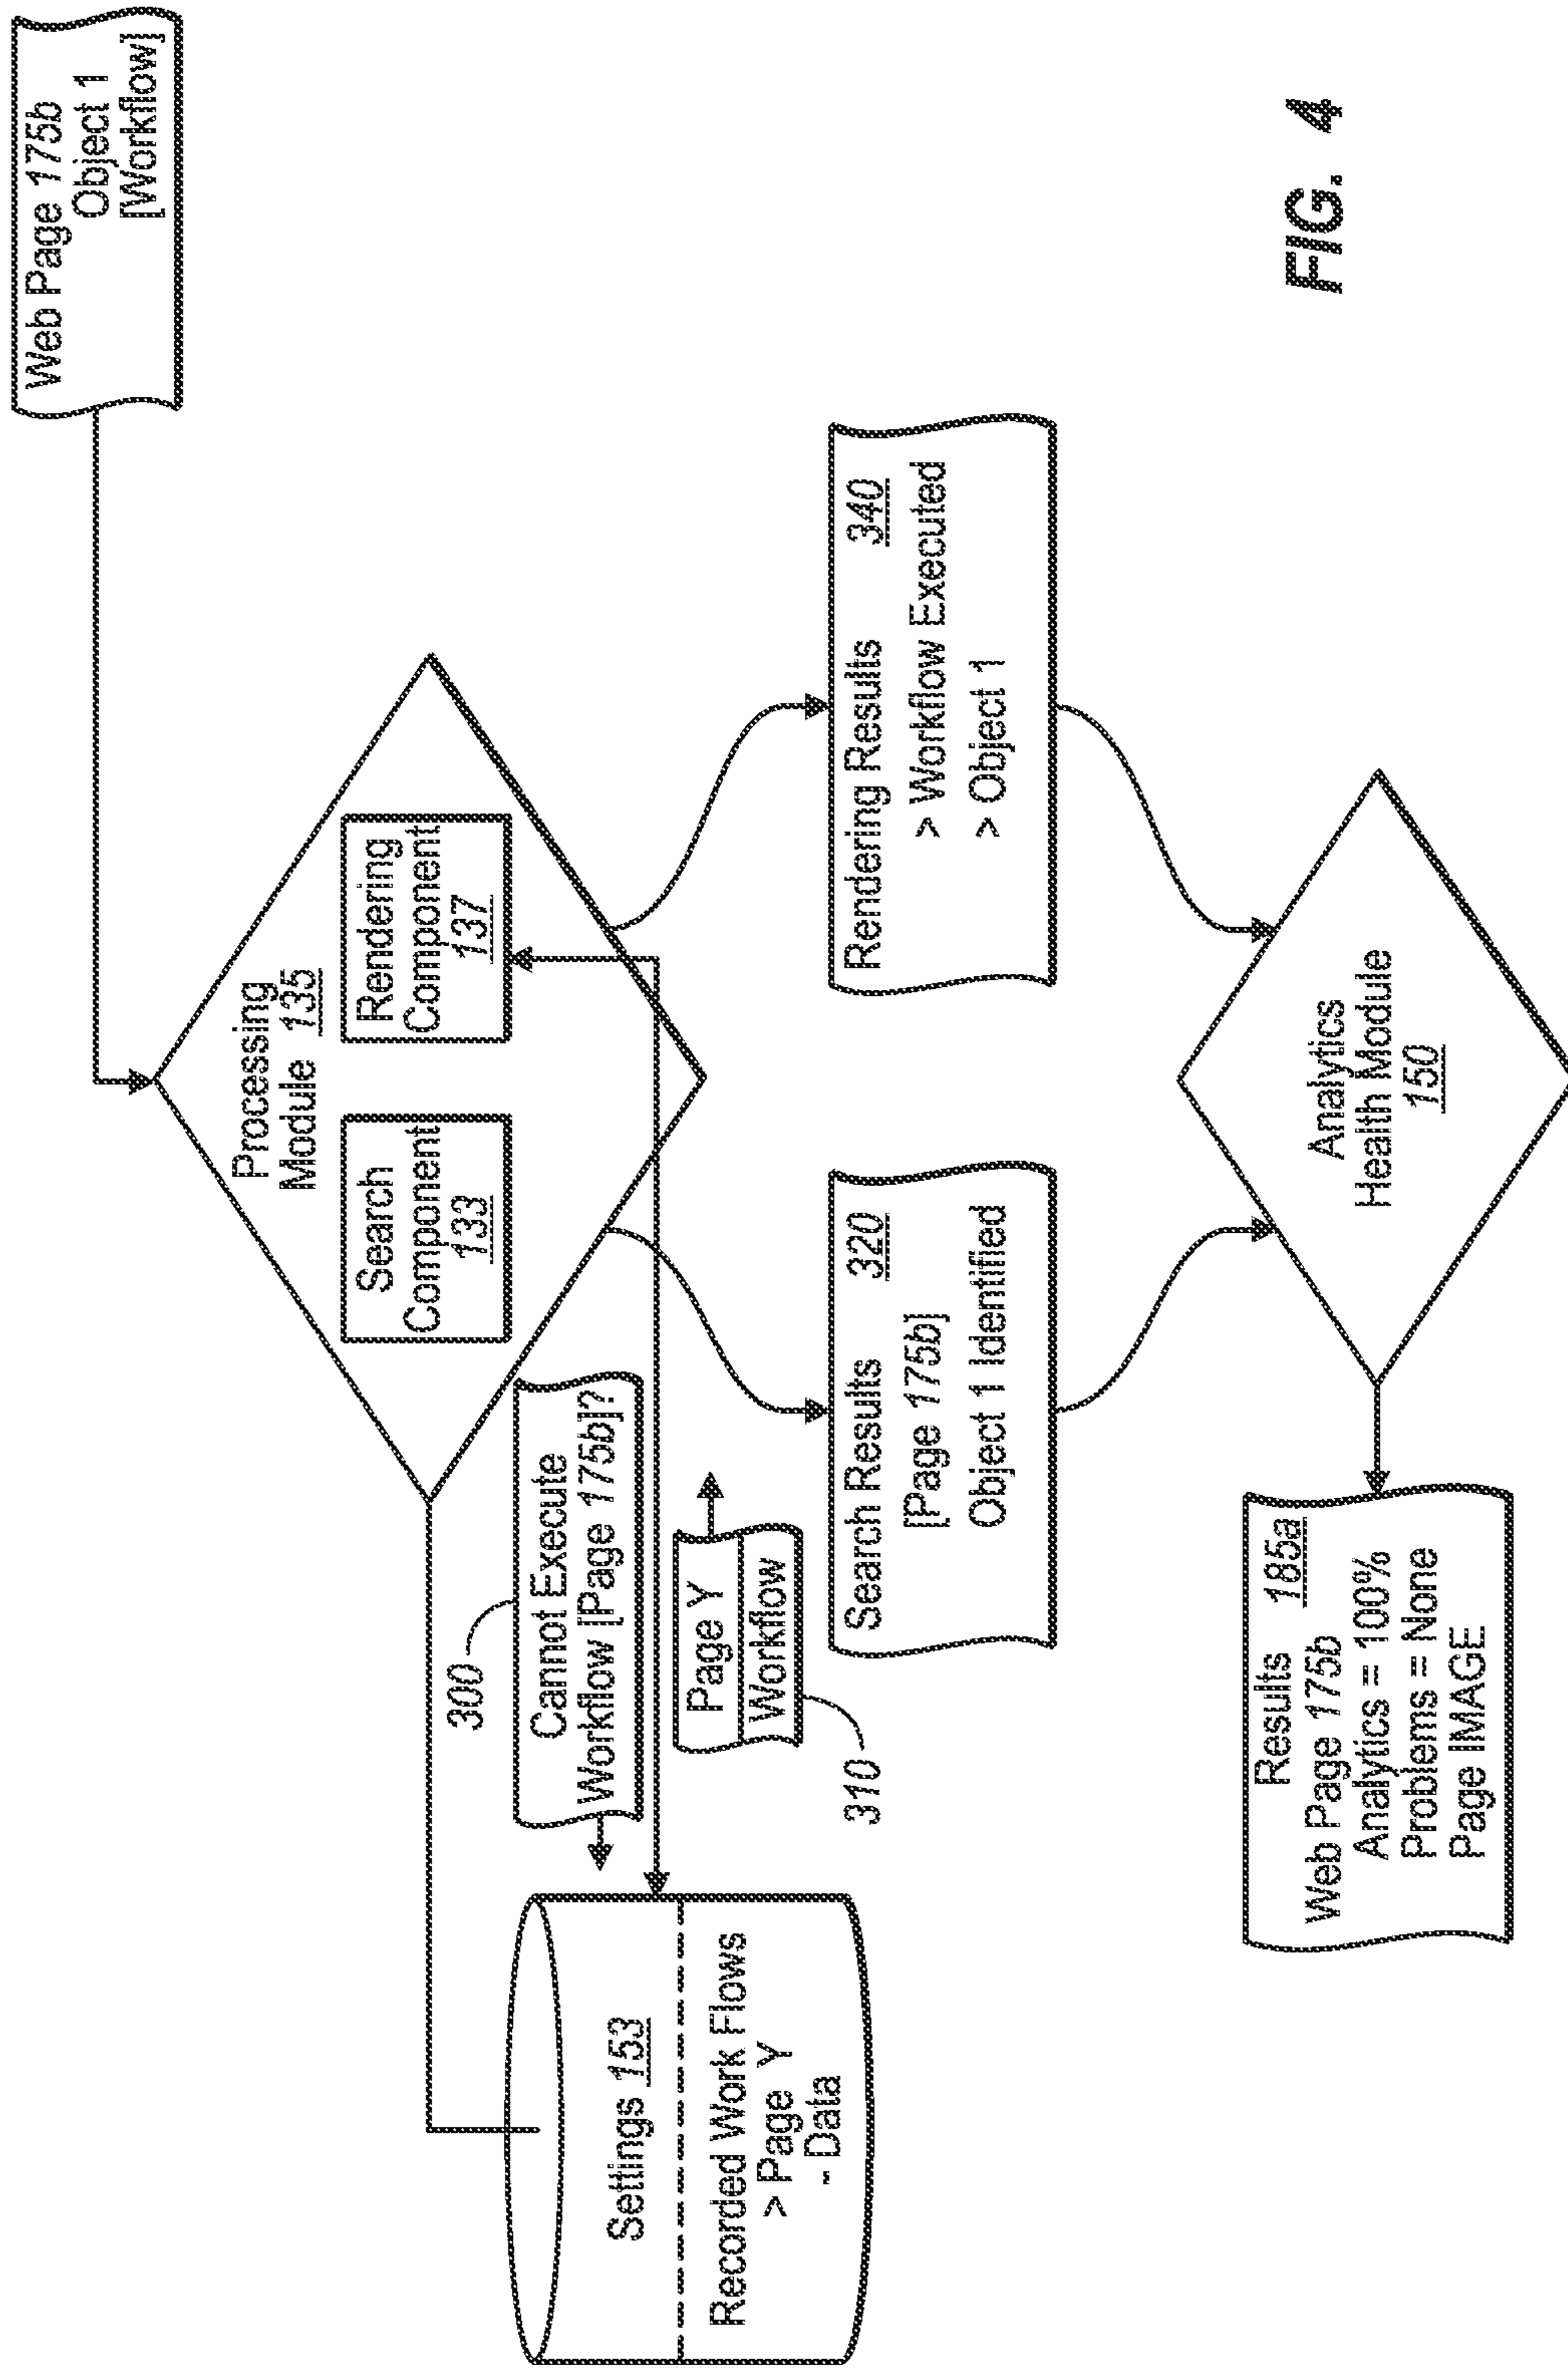 Web Page 175b
Object 1
[Workflow]
Processing
Module 135
Search
Component
133
Rendering
Component
137
300
Cannot Execute
Workflow [Page 175b]?
Page Y
Workflow
310
Settings 153
Recorded Work Flows
> Page Y
- Data
Search Results 320
[Page 175b]
Object 1 Identified
Rendering Results 340
> Workflow Executed
> Object 1
Analytics
Health Module
150
Results 185a
Web Page 175b
Analytics = 100%
Problems = None
Page IMAGE
FIG. 4